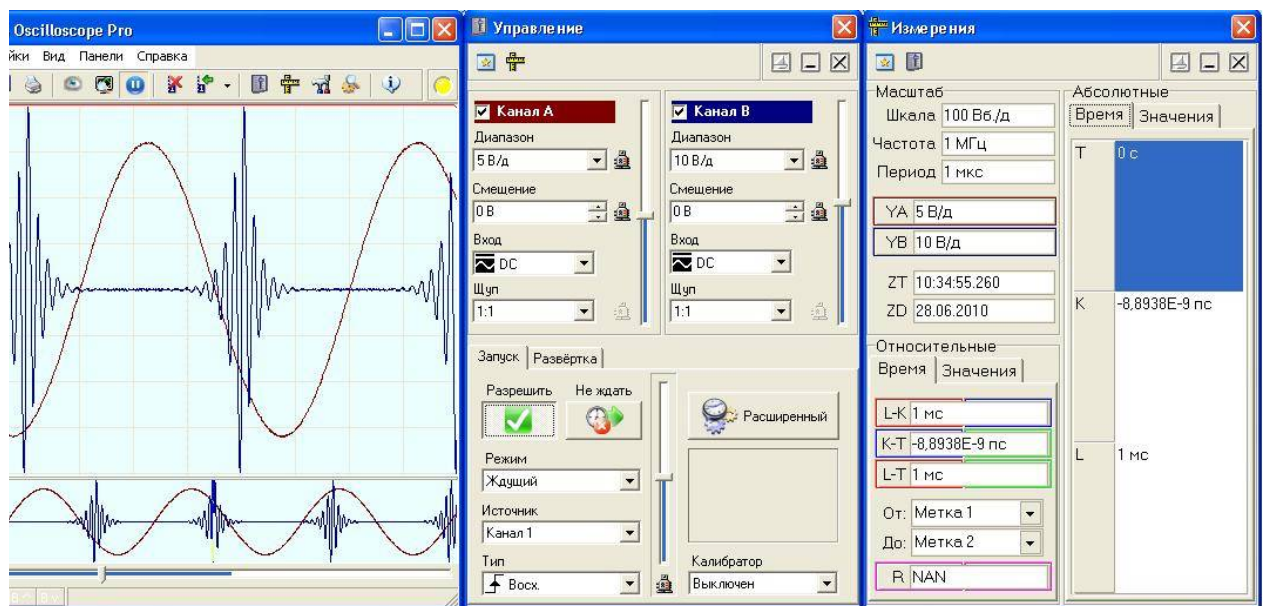 Oscilloscope Pro
йки Вид Панели Справка
Управление
Канал A
Диапазон
5 В/д
Смещение
0 В
Вход
DC
Щуп
1:1
Канал B
Диапазон
10 В/д
Смещение
0 В
Вход
DC
Щуп
1:1
Запуск Развёртка
Разрешить Не ждать
Расширенный
Режим
Ждущий
Источник
Канал 1
Тип
Восх.
Калибратор
Выключен
Измерения
Масштаб
Шкала 100 Вб./д
Частота 1 МГц
Период 1 мкс
YA 5 В/д
YB 10 В/д
ZT 10:34:55.260
ZD 28.06.2010
Относительные
Время Значения
L-K 1 мс
K-T -8,8938E-9 пс
L-T 1 мс
От: Метка 1
До: Метка 2
R NAN
Абсолютные
Время Значения
T 0 с
K -8,8938E-9 пс
L 1 мс